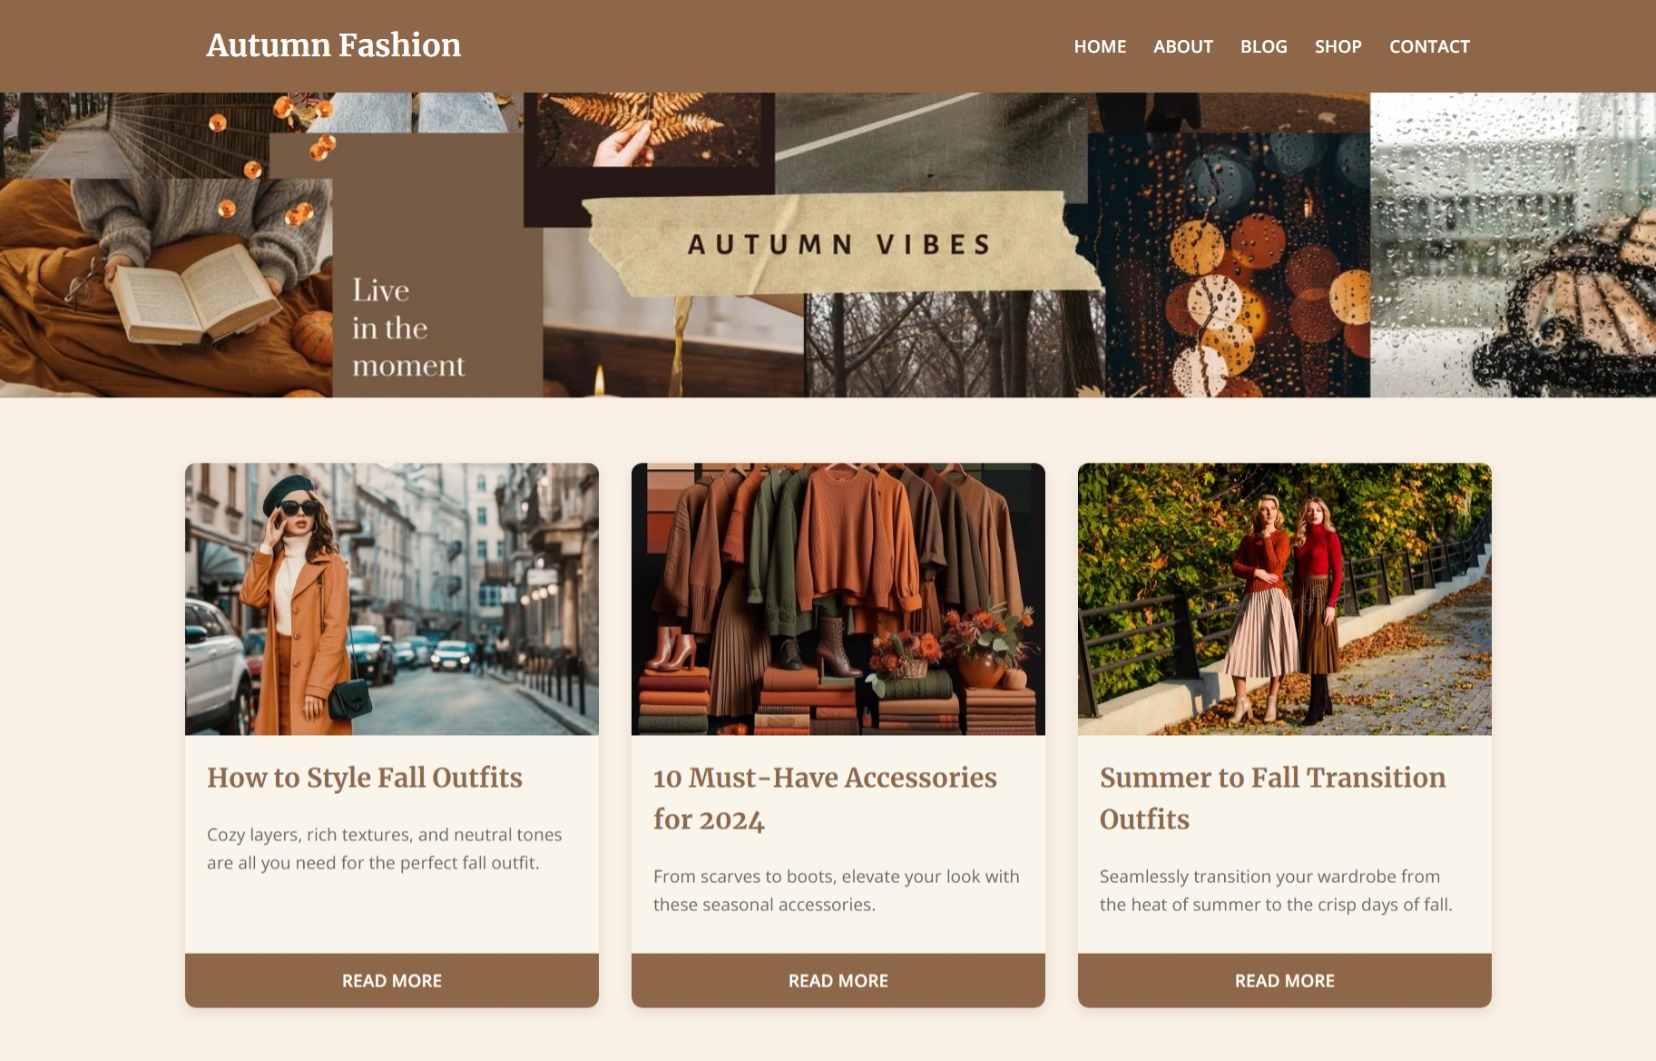 Autumn Fashion
HOME ABOUT BLOG SHOP CONTACT
AUTUMN VIBES
Live
in the
moment
How to Style Fall Outfits
Cozy layers, rich textures, and neutral tones
are all you need for the perfect fall outfit.
READ MORE
10 Must-Have Accessories
for 2024
From scarves to boots, elevate your look with
these seasonal accessories.
READ MORE
Summer to Fall Transition
Outfits
Seamlessly transition your wardrobe from
the heat of summer to the crisp days of fall.
READ MORE